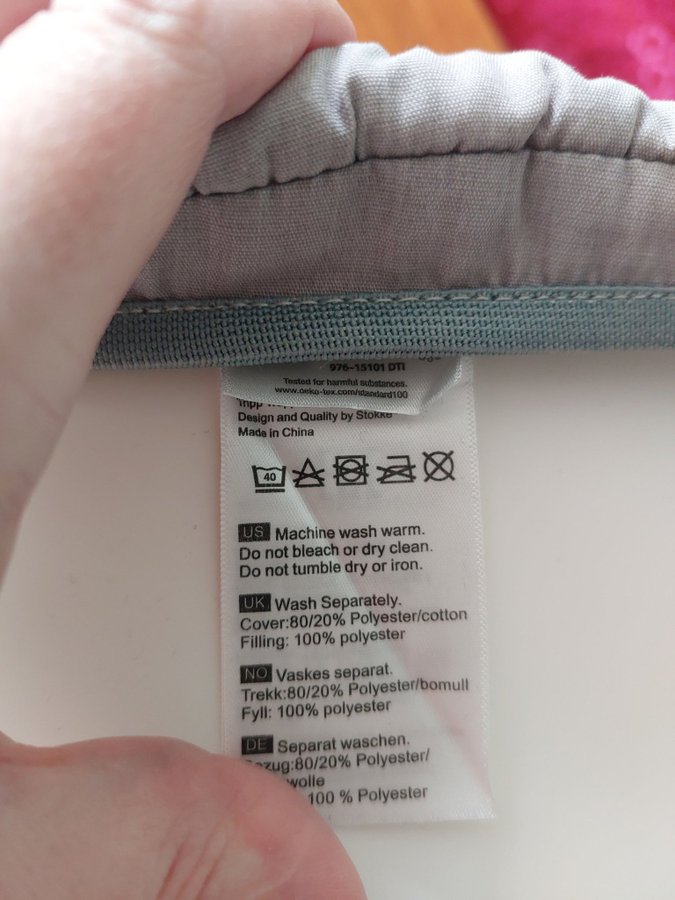 976-15101 DTI
Tested for harmful substances.
www.oeko-tex.com/standard100
Design and Quality by Stokke
Made in China
40
US Machine wash warm.
Do not bleach or dry clean.
Do not tumble dry or iron.
UK Wash Separately.
Cover:80/20% Polyester/cotton
Filling: 100% polyester
NO Vaskes separat.
Trekk:80/20% Polyester/bomull
Fyll: 100% polyester
DE Separat waschen.
80/20% Polyester/
100 % Polyester